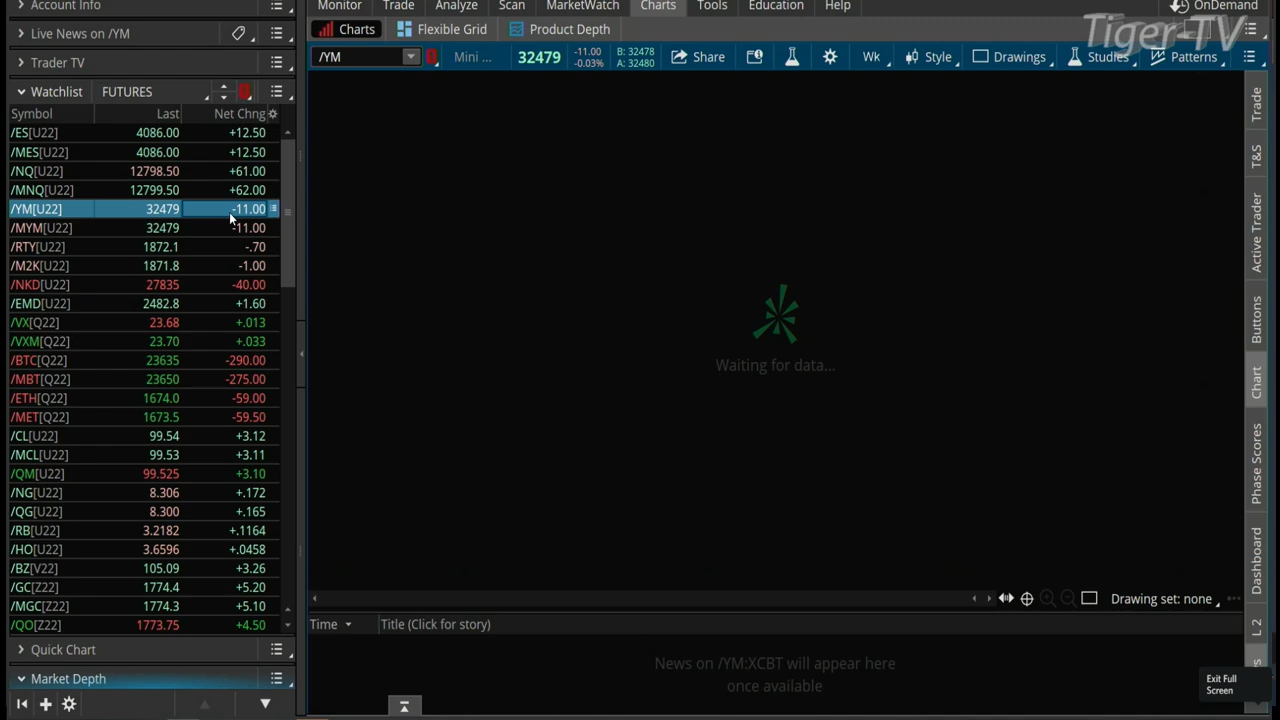 Account Info
Monitor Trade Analyze Scan MarketWatch Charts Tools Education Help
OnDemand
Tiger-TV
Live News on /YM
Charts Flexible Grid Product Depth
Trader TV
/YM Mini ... 32479 -11.00 B: 32478
-0.03% A: 32480
Share Wk Style Drawings Studies Patterns
Watchlist FUTURES
Symbol Last Net Chng
/ES[U22] 4086.00 +12.50
/MES[U22] 4086.00 +12.50
/NQ[U22] 12798.50 +61.00
/MNQ[U22] 12799.50 +62.00
/YM[U22] 32479 -11.00
/MYM[U22] 32479 -11.00
/RTY[U22] 1872.1 -.70
/M2K[U22] 1871.8 -1.00
/NKD[U22] 27835 -40.00
/EMD[U22] 2482.8 +1.60
/VX[Q22] 23.68 +.013
/VXM[Q22] 23.70 +.033
/BTC[Q22] 23635 -290.00
/MBT[Q22] 23650 -275.00
/ETH[Q22] 1674.0 -59.00
/MET[Q22] 1673.5 -59.50
/CL[U22] 99.54 +3.12
/MCL[U22] 99.53 +3.11
/QM[U22] 99.525 +3.10
/NG[U22] 8.306 +.172
/QG[U22] 8.300 +.165
/RB[U22] 3.2182 +.1164
/HO[U22] 3.6596 +.0458
/BZ[V22] 105.09 +3.26
/GC[Z22] 1774.4 +5.20
/MGC[Z22] 1774.3 +5.10
/QO[Z22] 1773.75 +4.50
Quick Chart
Market Depth
Waiting for data...
Drawing set: none
Time Title (Click for story)
News on /YM:XCBT will appear here
once available
Trade
T&S
Active Trader
Buttons
Chart
Phase Scores
Dashboard
L 2
Exit Full
Screen